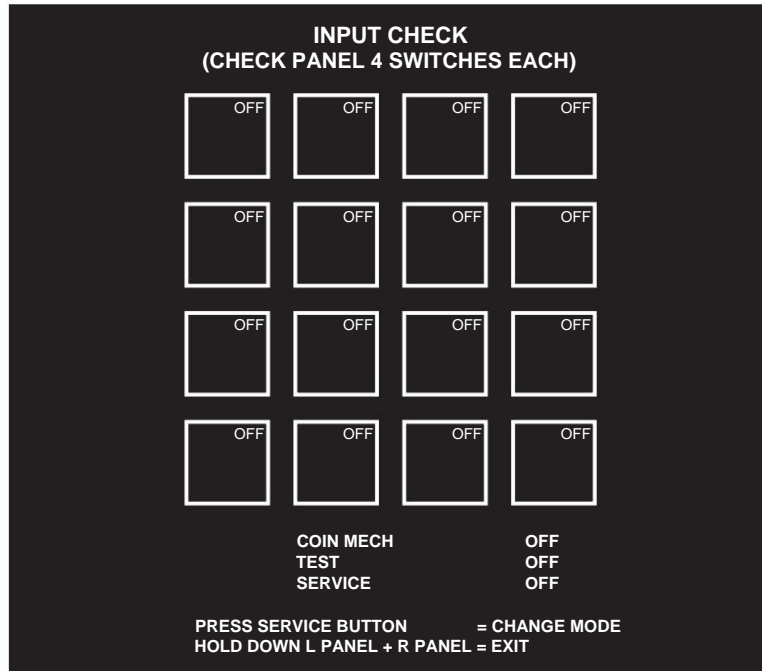 INPUT CHECK
(CHECK PANEL 4 SWITCHES EACH)
OFF OFF OFF OFF
OFF OFF OFF OFF
OFF OFF OFF OFF
OFF OFF OFF OFF
COIN MECH OFF
TEST OFF
SERVICE OFF
PRESS SERVICE BUTTON = CHANGE MODE
HOLD DOWN L PANEL + R PANEL = EXIT